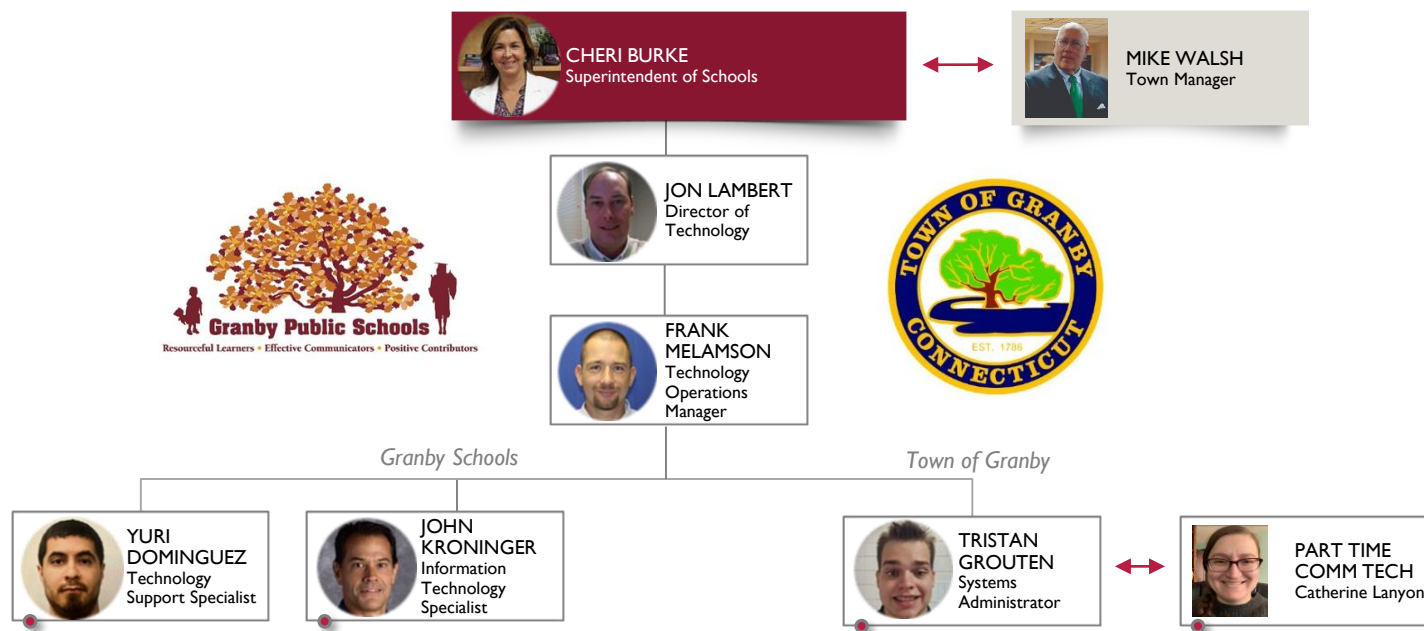 CHERI BURKE
Superintendent of Schools
MIKE WALSH
Town Manager
JON LAMBERT
Director of
Technology
Granby Public Schools
Resourceful Learners • Effective Communicators • Positive Contributors
TOWN OF GRANBY
EST. 1786
CONNECTICUT
FRANK
MELAMSON
Technology
Operations
Manager
Granby Schools
Town of Granby
YURI
DOMINGUEZ
Technology
Support Specialist
JOHN
KRONINGER
Information
Technology
Specialist
TRISTAN
GROUTEN
Systems
Administrator
PART TIME
COMM TECH
Catherine Lanyon